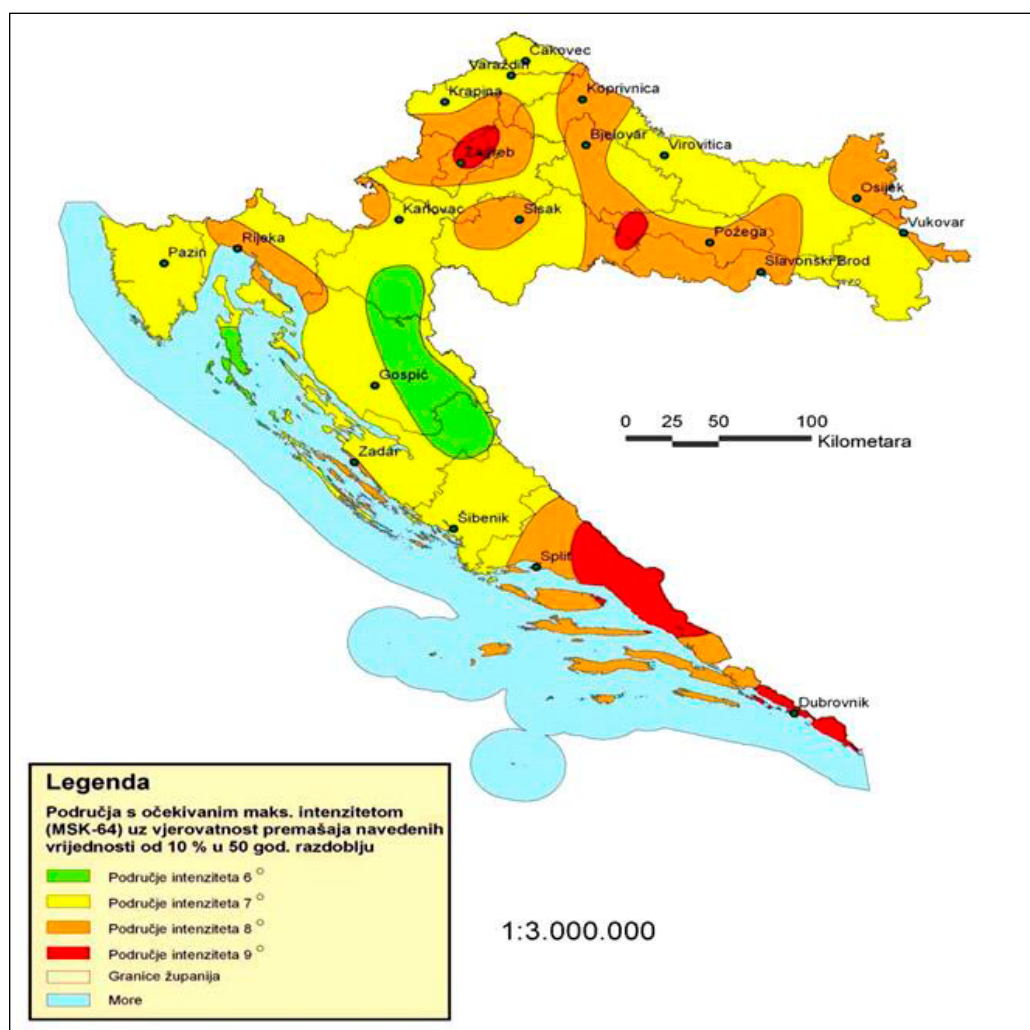 Čakovec
Varaždin
Krapina
Koprivnica
Zagreb
Bjelovar
Virovitica
Osijek
Karlovac
Sisak
Vukovar
Rijeka
Požega
Pazin
Slavonski Brod
Gospić
0 25 50 100
Kilometara
Zadar
Šibenik
Split
Dubrovnik
Legenda
Područja s očekivanim maks. intenzitetom
(MSK-64) uz vjerovatnost premašaja navedenih
vrijednosti od 10 % u 50 god. razdoblju
Područje intenziteta 6 °
Područje intenziteta 7 °
Područje intenziteta 8 °
Područje intenziteta 9 °
Granice županija
More
1:3.000.000